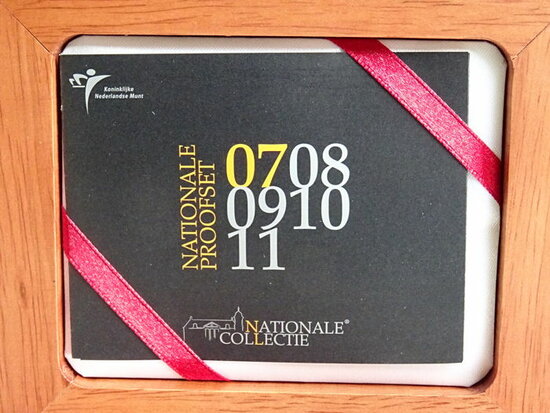 Koninklijke
Nederlandse Munt
NATIONALE
PROOFSET
0708
0910
11
NATIONALE®
COLLECTIE